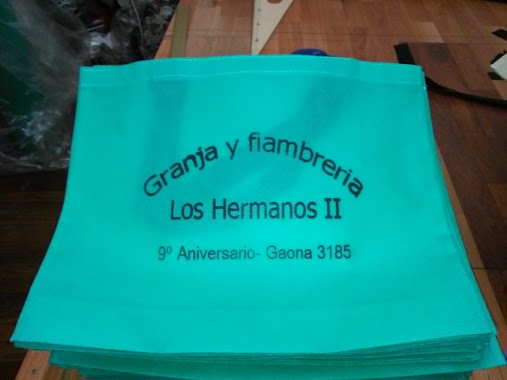 Granja y fiambreria
Los Hermanos II
9º Aniversario- Gaona 3185